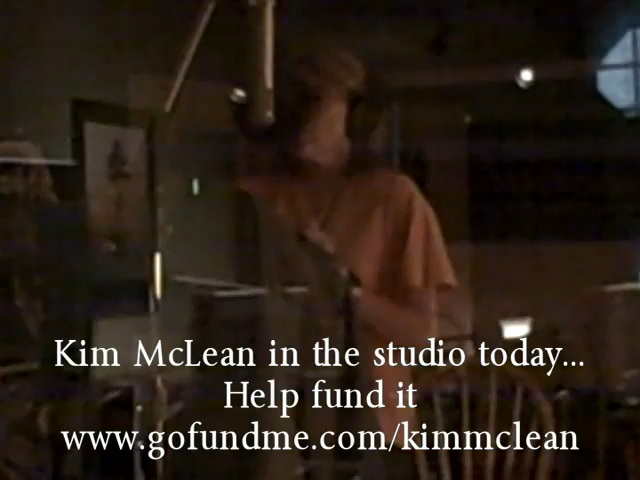 Kim McLean in the studio today...
Help fund it
www.gofundme.com/kimmclean